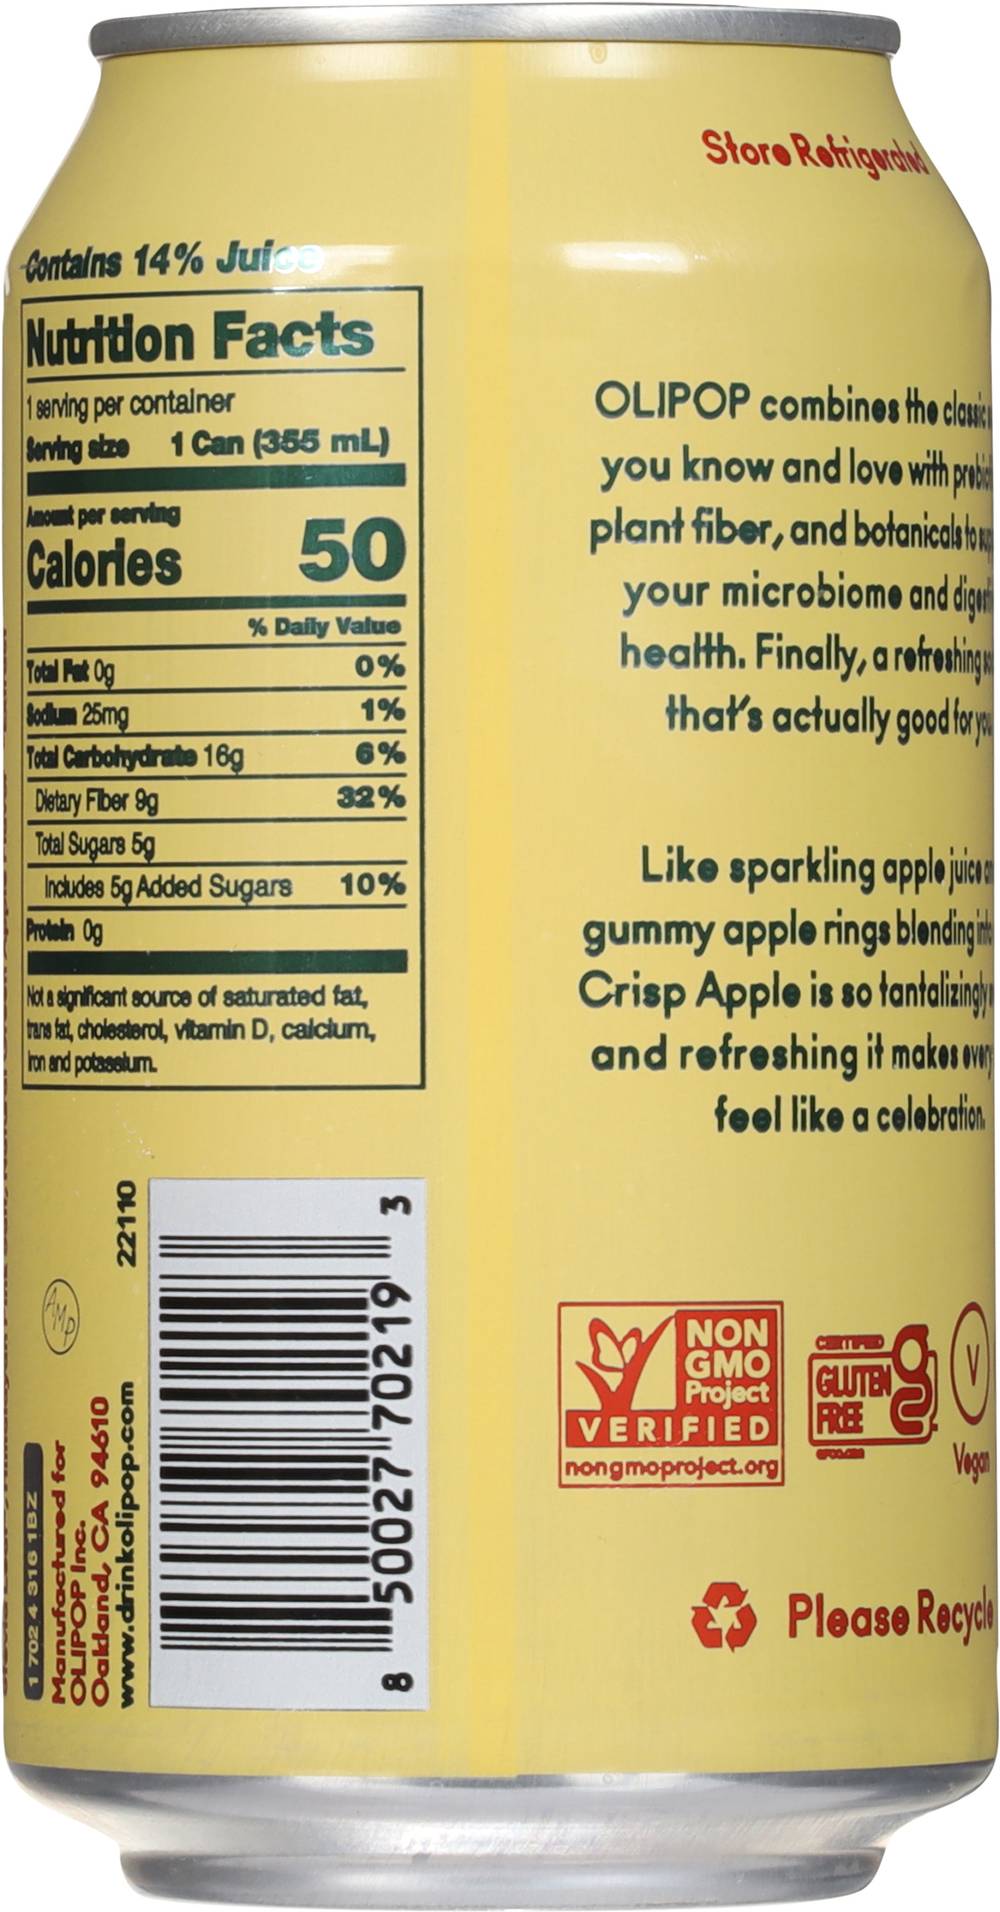 Store Refrigerated
Contains 14% Juice
Nutrition Facts
1 serving per container
Serving size 1 Can (355 mL)
Amount per serving
Calories 50
% Daily Value
Total Fat 0g 0%
Sodium 25mg 1%
Total Carbohydrate 16g 6%
Dietary Fiber 9g 32%
Total Sugars 5g
Includes 5g Added Sugars 10%
Protein 0g
Not a significant source of saturated fat,
trans fat, cholesterol, vitamin D, calcium,
iron and potassium.
22110
AMP
1 702 4 316 1BZ
Manufactured for
OLIPOP Inc.
Oakland, CA 94610
www.drinkolipop.com
8 50027 70219 3
OLIPOP combines the classic
you know and love with
plant fiber, and botanicals to
your microbiome and
health. Finally, a refreshing
that's actually good for you
Like sparkling apple juice
gummy apple rings blending
Crisp Apple is so tantalizingly
and refreshing it makes every
feel like a celebration.
NON
GMO
Project
VERIFIED
nongmoproject.org
CERTIFIED
GLUTEN
FREE
GFCO.ORG
V
Vegan
Please Recycle